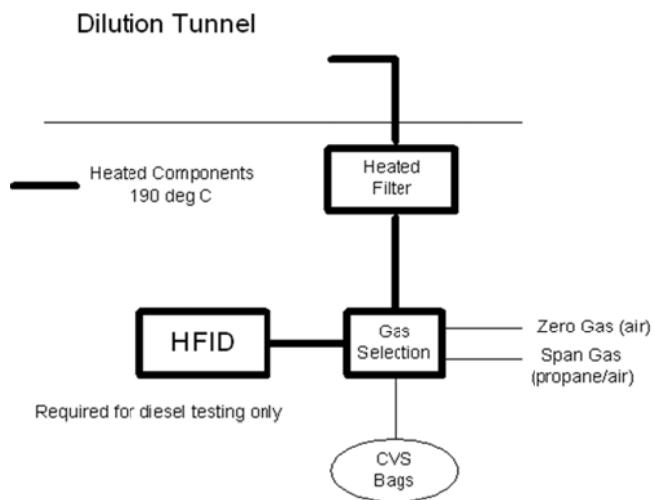 Dilution Tunnel
Heated Components
190 deg C
Heated
Filter
HFID
Gas
Selection
Zero Gas (air)
Span Gas
(propane/air)
Required for diesel testing only
CVS
Bags